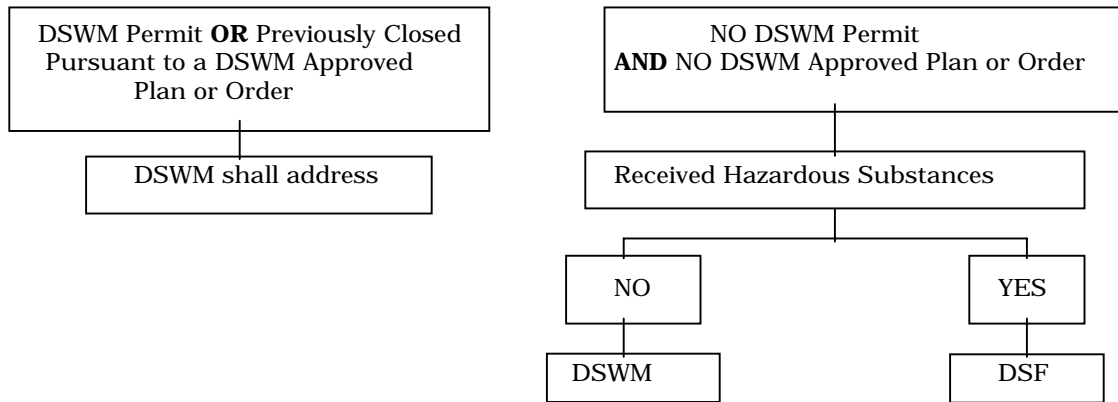 DSWM Permit OR Previously Closed
Pursuant to a DSWM Approved
Plan or Order
DSWM shall address
NO DSWM Permit
AND NO DSWM Approved Plan or Order
Received Hazardous Substances
NO
YES
DSWM
DSF